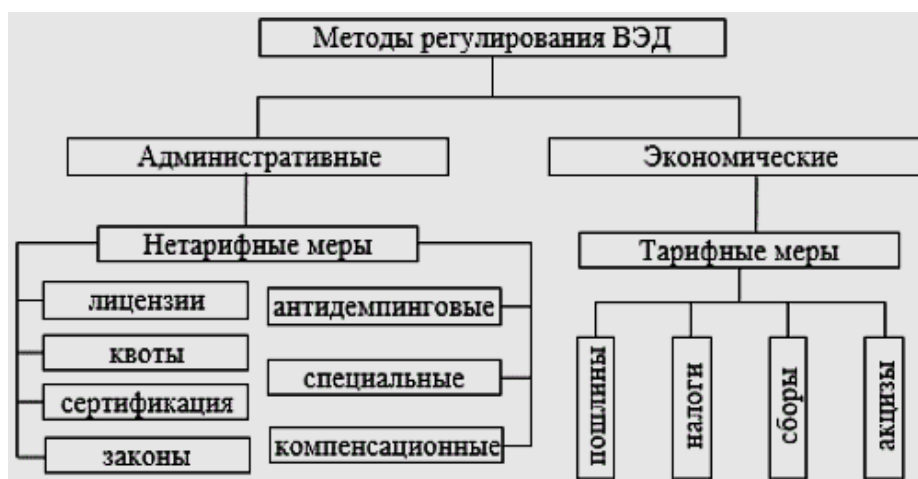 Методы регулирования ВЭД
Административные
Экономические
Нетарифные меры
Тарифные меры
лицензии
антидемпинговые
квоты
специальные
сертификация
компенсационные
законы
пошлины
налоги
сборы
акцизы